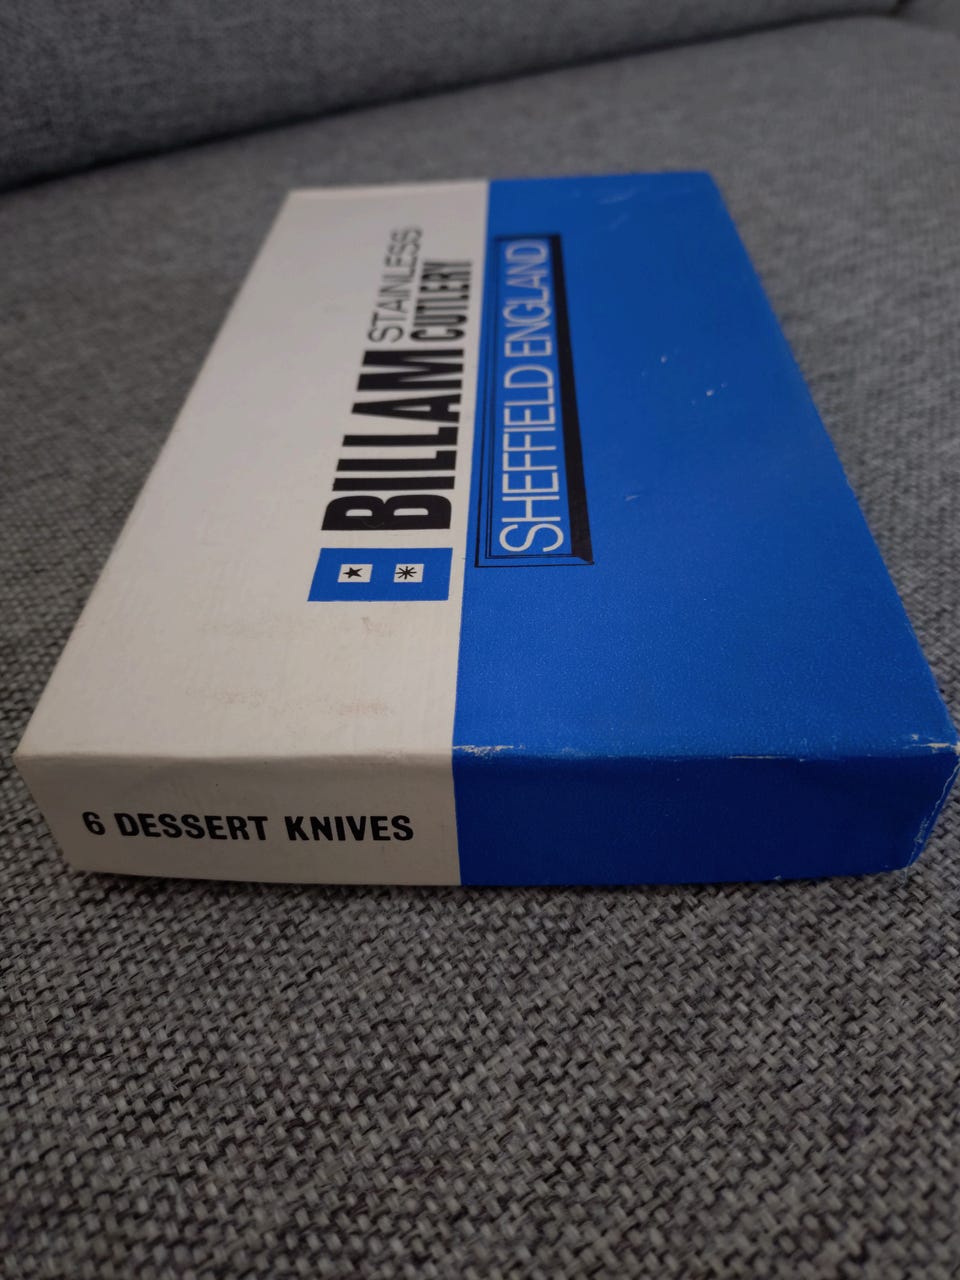 BILLAM STAINLESS
CUTLERY
SHEFFIELD ENGLAND
6 DESSERT KNIVES